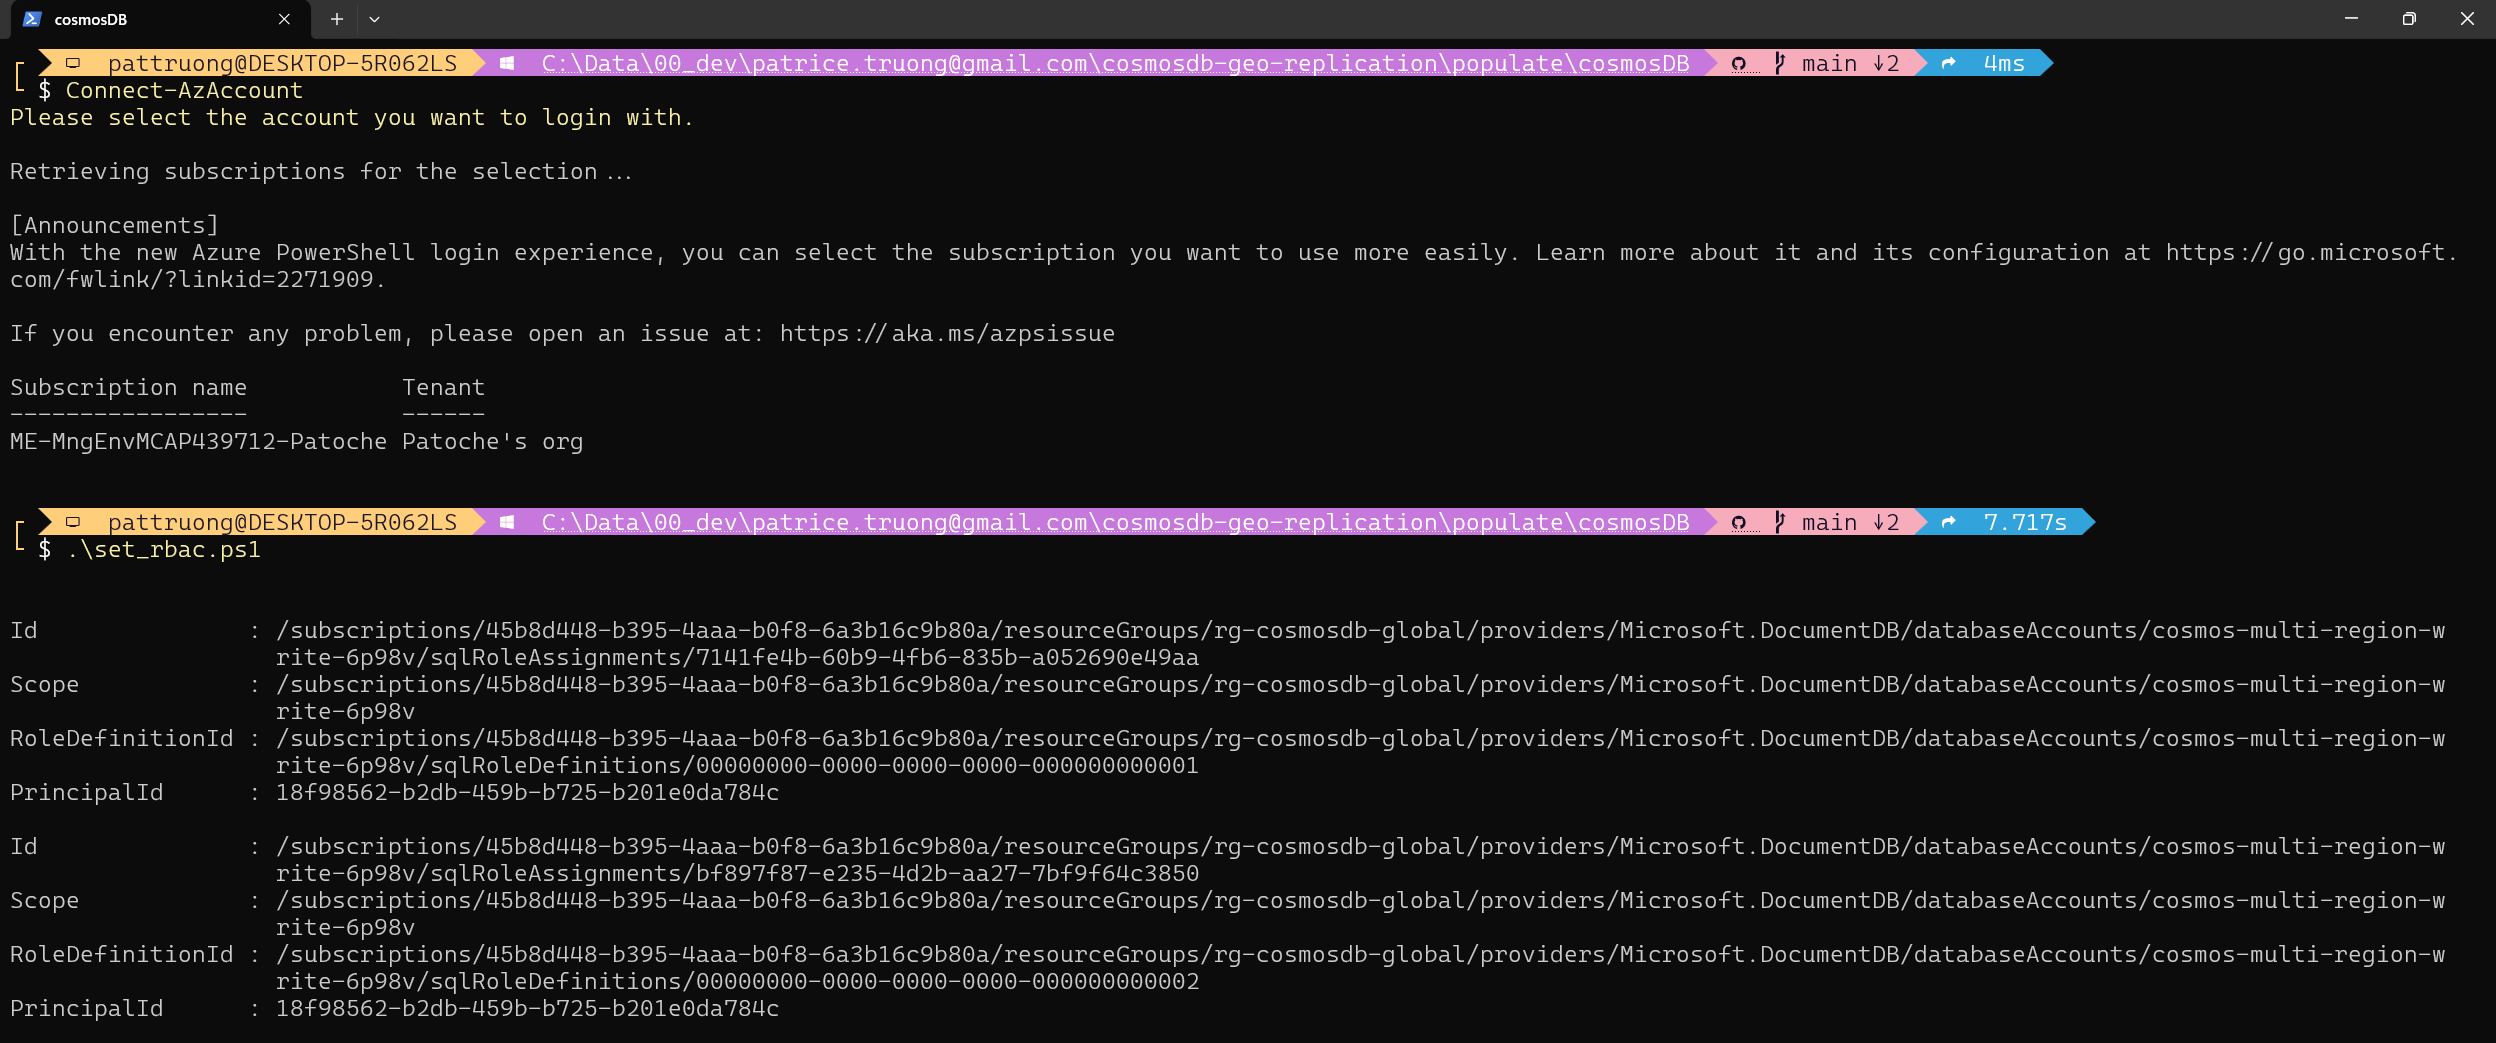 cosmosDB
pattruong@DESKTOP-5R062LS C:\Data\00_dev\patrice.truong@gmail.com\cosmosdb-geo-replication\populate\cosmosDB main ↓2 4ms
$ Connect-AzAccount
Please select the account you want to login with.
Retrieving subscriptions for the selection...
[Announcements]
With the new Azure PowerShell login experience, you can select the subscription you want to use more easily. Learn more about it and its configuration at https://go.microsoft.
com/fwlink/?linkid=2271909.
If you encounter any problem, please open an issue at: https://aka.ms/azpsissue
Subscription name Tenant
----------------- ------
ME-MngEnvMCAP439712-Patoche Patoche's org
pattruong@DESKTOP-5R062LS C:\Data\00_dev\patrice.truong@gmail.com\cosmosdb-geo-replication\populate\cosmosDB main ↓2 7.717s
$ .\set_rbac.ps1
Id : /subscriptions/45b8d448-b395-4aaa-b0f8-6a3b16c9b80a/resourceGroups/rg-cosmosdb-global/providers/Microsoft.DocumentDB/databaseAccounts/cosmos-multi-region-w
rite-6p98v/sqlRoleAssignments/7141fe4b-60b9-4fb6-835b-a052690e49aa
Scope : /subscriptions/45b8d448-b395-4aaa-b0f8-6a3b16c9b80a/resourceGroups/rg-cosmosdb-global/providers/Microsoft.DocumentDB/databaseAccounts/cosmos-multi-region-w
rite-6p98v
RoleDefinitionId : /subscriptions/45b8d448-b395-4aaa-b0f8-6a3b16c9b80a/resourceGroups/rg-cosmosdb-global/providers/Microsoft.DocumentDB/databaseAccounts/cosmos-multi-region-w
rite-6p98v/sqlRoleDefinitions/00000000-0000-0000-0000-000000000001
PrincipalId : 18f98562-b2db-459b-b725-b201e0da784c
Id : /subscriptions/45b8d448-b395-4aaa-b0f8-6a3b16c9b80a/resourceGroups/rg-cosmosdb-global/providers/Microsoft.DocumentDB/databaseAccounts/cosmos-multi-region-w
rite-6p98v/sqlRoleAssignments/bf897f87-e235-4d2b-aa27-7bf9f64c3850
Scope : /subscriptions/45b8d448-b395-4aaa-b0f8-6a3b16c9b80a/resourceGroups/rg-cosmosdb-global/providers/Microsoft.DocumentDB/databaseAccounts/cosmos-multi-region-w
rite-6p98v
RoleDefinitionId : /subscriptions/45b8d448-b395-4aaa-b0f8-6a3b16c9b80a/resourceGroups/rg-cosmosdb-global/providers/Microsoft.DocumentDB/databaseAccounts/cosmos-multi-region-w
rite-6p98v/sqlRoleDefinitions/00000000-0000-0000-0000-000000000002
PrincipalId : 18f98562-b2db-459b-b725-b201e0da784c